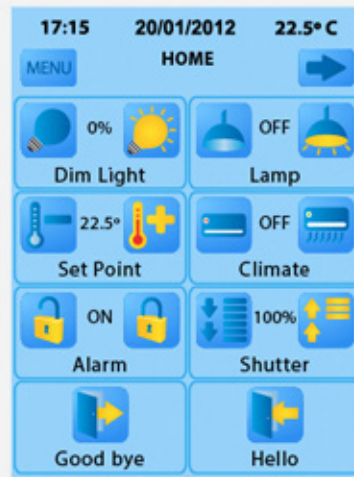 17:15 20/01/2012 22.5°C
MENU HOME
0% OFF
Dim Light Lamp
22.5° OFF
Set Point Climate
ON 100%
Alarm Shutter
Good bye Hello